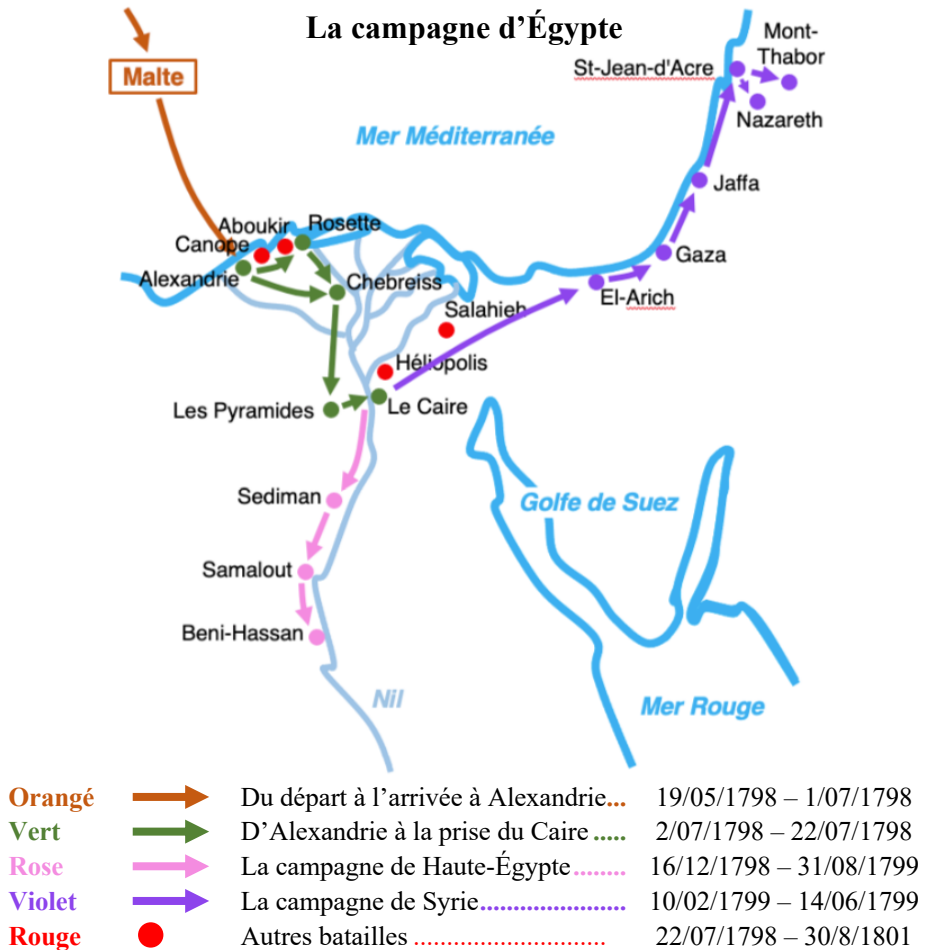 La campagne d’Égypte
Malte
Mont-
Thabor
St-Jean-d'Acre
Nazareth
Mer Méditerranée
Jaffa
Aboukir
Rosette
Canope
Gaza
Alexandrie
Chebreiss
El-Arich
Salahieh
Héliopolis
Les Pyramides
Le Caire
Sediman
Golfe de Suez
Samalout
Beni-Hassan
Nil
Mer Rouge
Orangé Du départ à l’arrivée à Alexandrie... 19/05/1798 – 1/07/1798
Vert D’Alexandrie à la prise du Caire ..... 2/07/1798 – 22/07/1798
Rose La campagne de Haute-Égypte........ 16/12/1798 – 31/08/1799
Violet La campagne de Syrie...................... 10/02/1799 – 14/06/1799
Rouge Autres batailles ............................ 22/07/1798 – 30/8/1801